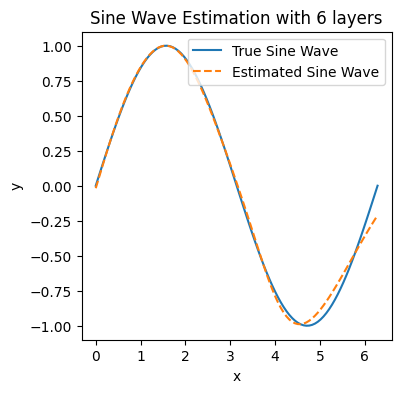 Sine Wave Estimation with 6 layers
True Sine Wave
Estimated Sine Wave
1.00
0.75
0.50
0.25
0.00
-0.25
-0.50
-0.75
-1.00
y
0 1 2 3 4 5 6
x